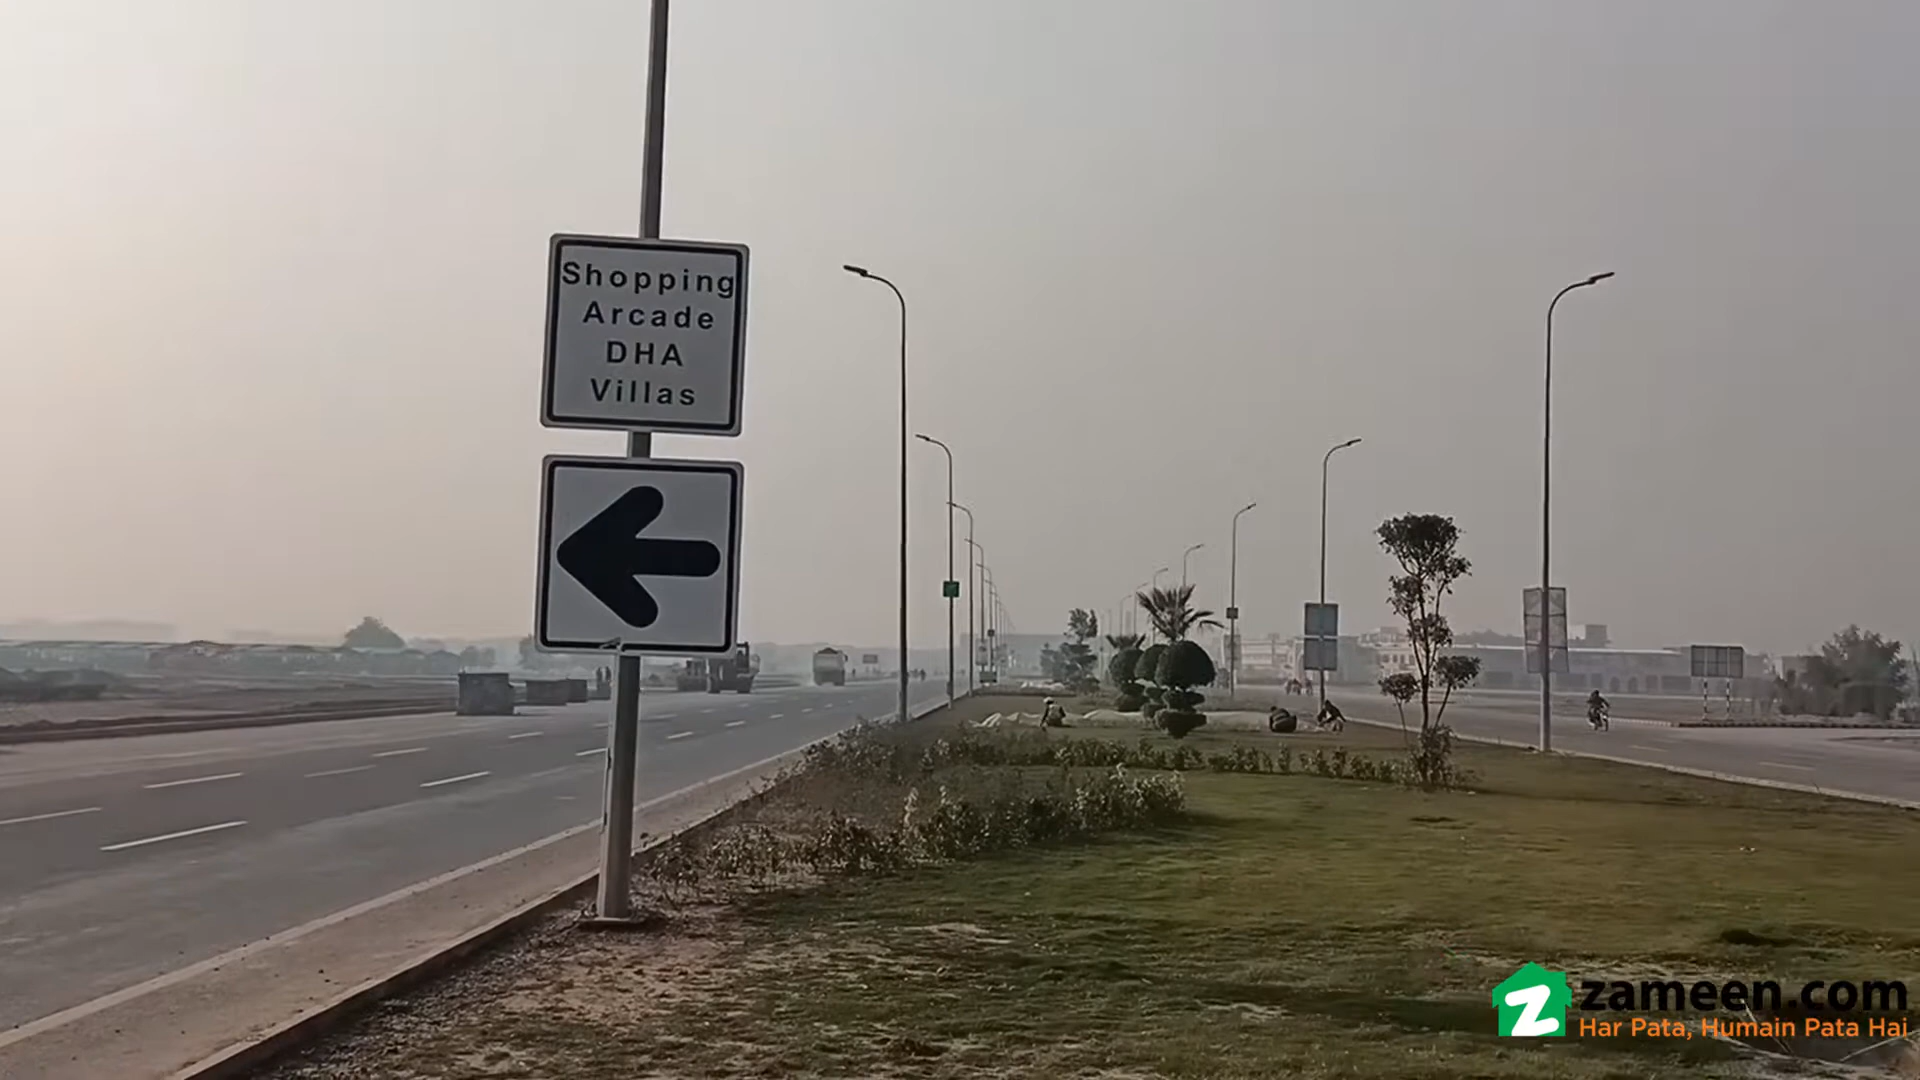 Shopping
Arcade
DHA
Villas
zameen.com
Har Pata, Humain Pata Hai